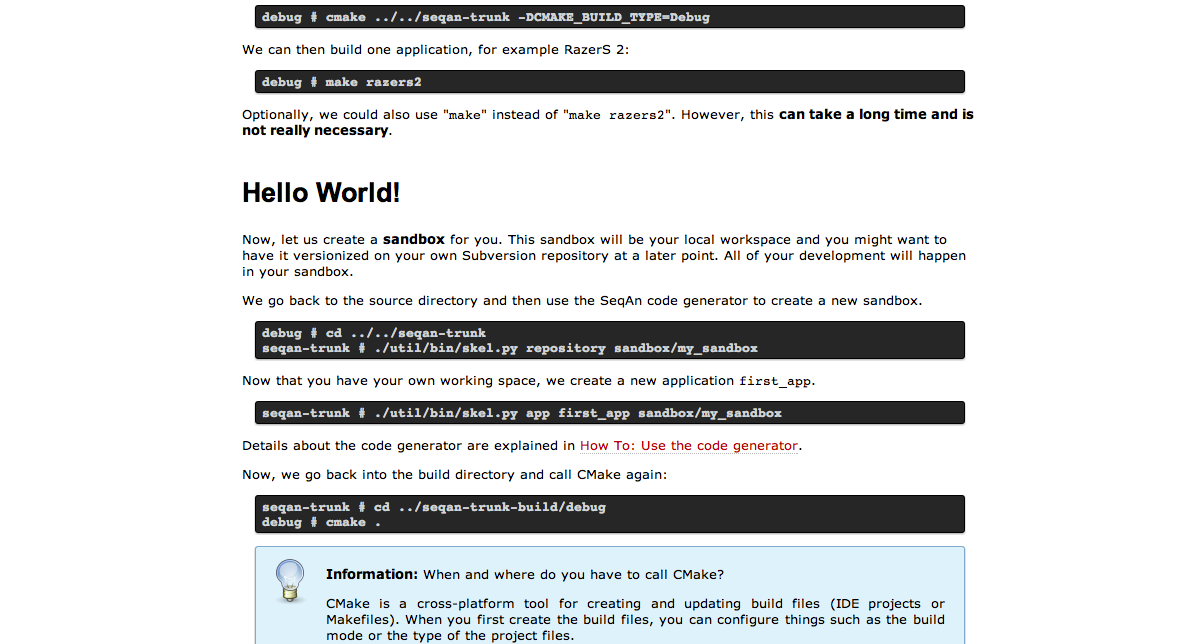 debug # cmake ../../seqan-trunk -DCMAKE_BUILD_TYPE=Debug
We can then build one application, for example RazerS 2:
debug # make razers2
Optionally, we could also use "make" instead of "make razers2". However, this can take a long time and is
not really necessary.
Hello World!
Now, let us create a sandbox for you. This sandbox will be your local workspace and you might want to
have it versionized on your own Subversion repository at a later point. All of your development will happen
in your sandbox.
We go back to the source directory and then use the SeqAn code generator to create a new sandbox.
debug # cd ../../seqan-trunk
seqan-trunk # ./util/bin/skel.py repository sandbox/my_sandbox
Now that you have your own working space, we create a new application first_app.
seqan-trunk # ./util/bin/skel.py app first_app sandbox/my_sandbox
Details about the code generator are explained in How To: Use the code generator.
Now, we go back into the build directory and call CMake again:
seqan-trunk # cd ../seqan-trunk-build/debug
debug # cmake .
Information: When and where do you have to call CMake?
CMake is a cross-platform tool for creating and updating build files (IDE projects or
Makefiles). When you first create the build files, you can configure things such as the build
mode or the type of the project files.